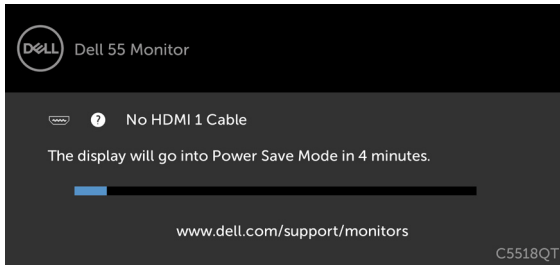 DELL
Dell 55 Monitor
? No HDMI 1 Cable
The display will go into Power Save Mode in 4 minutes.
www.dell.com/support/monitors
C5518QT